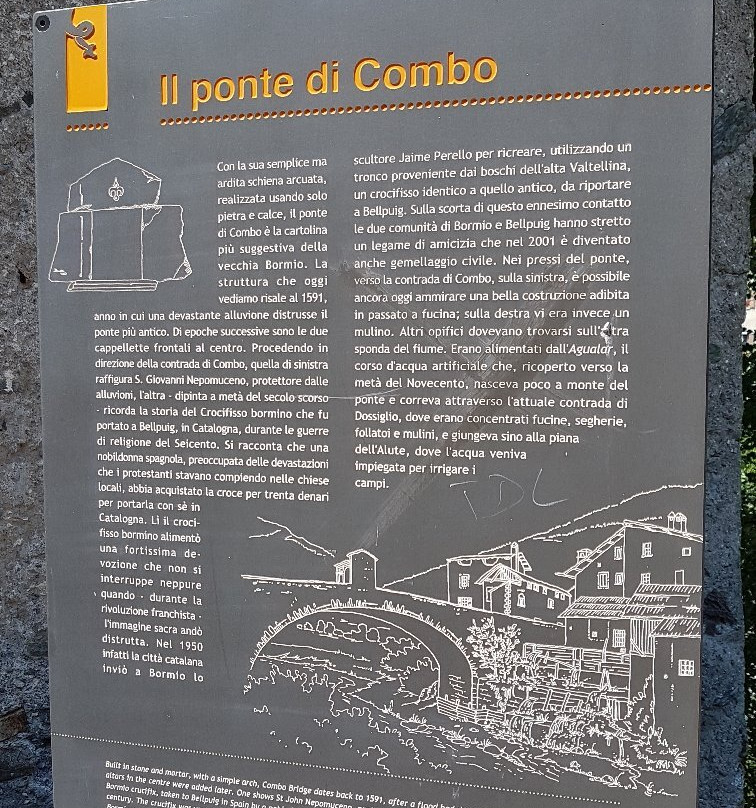 Il ponte di Combo
Con la sua semplice ma
ardita schiena arcuata,
realizzata usando solo
pietra e calce, il ponte
di Combo è la cartolina
più suggestiva della
vecchia Bormio. La
struttura che oggi
vediamo risale al 1591,
anno in cui una devastante alluvione distrusse il
ponte più antico. Di epoche successive sono le due
cappellette frontali al centro. Procedendo in
direzione della contrada di Combo, quella di sinistra
raffigura S. Giovanni Nepomuceno, protettore dalle
alluvioni, l'altra - dipinta a metà del secolo scorso
- ricorda la storia del Crocifisso bormino che fu
portato a Bellpuig, in Catalogna, durante le guerre
di religione del Seicento. Si racconta che una
nobildonna spagnola, preoccupata delle devastazioni
che i protestanti stavano compiendo nelle chiese
locali, abbia acquistato la croce per trenta denari
per portarla con sè in
Catalogna. Lì il croci-
fisso bormino alimentò
una fortissima de-
vozione che non si
interruppe neppure
quando - durante la
rivoluzione franchista -
l'immagine sacra andò
distrutta. Nel 1950
infatti la città catalana
inviò a Bormio lo
scultore Jaime Perello per ricreare, utilizzando un
tronco proveniente dai boschi dell'alta Valtellina,
un crocifisso identico a quello antico, da riportare
a Bellpuig. Sulla scorta di questo ennesimo contatto
le due comunità di Bormio e Bellpuig hanno stretto
un legame di amicizia che nel 2001 è diventato
anche gemellaggio civile. Nei pressi del ponte,
verso la contrada di Combo, sulla sinistra, è possibile
ancora oggi ammirare una bella costruzione adibita
in passato a fucina; sulla destra vi era invece un
mulino. Altri opifici dovevano trovarsi sull' tra
sponda del fiume. Erano alimentati dall'Agualar, il
corso d'acqua artificiale che, ricoperto verso la
metà del Novecento, nasceva poco a monte del
ponte e correva attraverso l'attuale contrada di
Dossiglio, dove erano concentrati fucine, segherie,
follatoi e mulini, e giungeva sino alla piana
dell'Alute, dove l'acqua veniva
impiegata per irrigare i
campi.
TDL
Built in stone and mortar, with a simple arch, Combo Bridge dates back to 1591, after a flood
altars in the centre were added later. One shows St John Nepomucene,
Bormio crucifix, taken to Bellpuig in Spain by a
century. The crucifix was